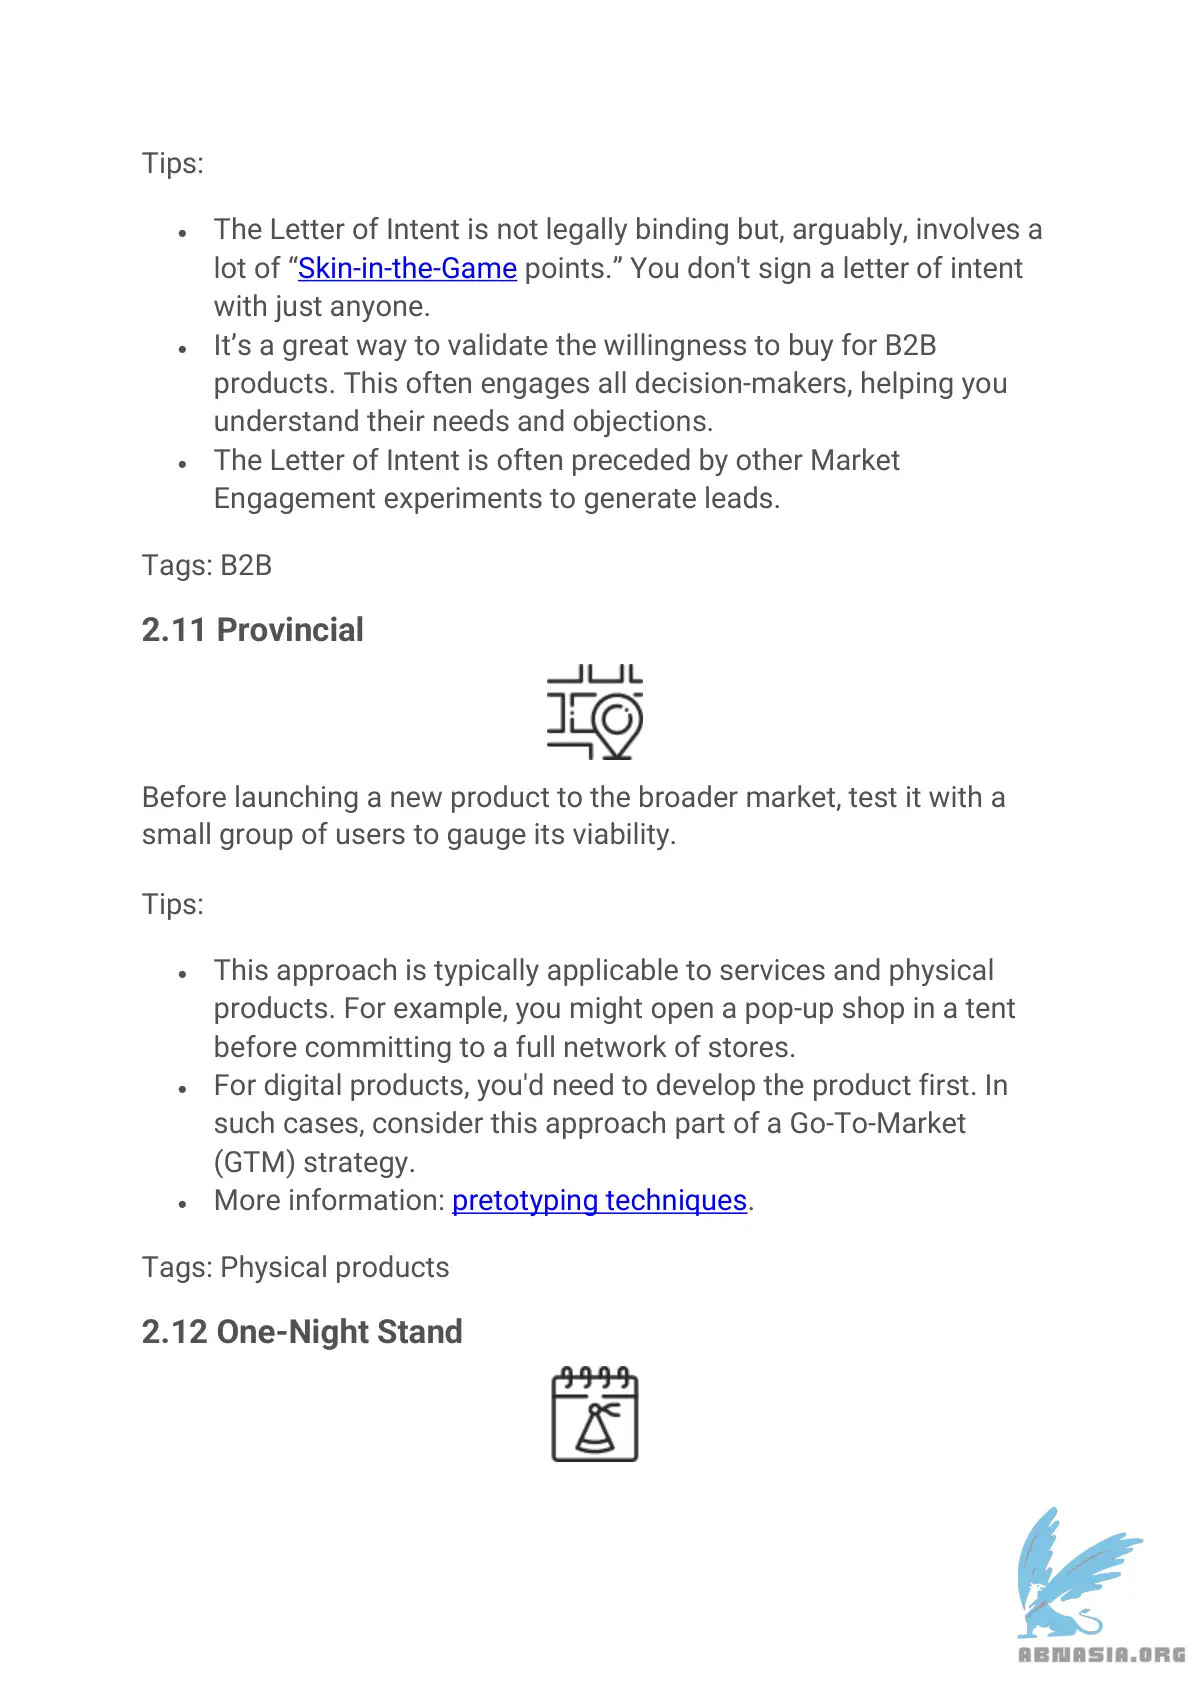 Tips:
• The Letter of Intent is not legally binding but, arguably, involves a
lot of “Skin-in-the-Game points.” You don't sign a letter of intent
with just anyone.
• It’s a great way to validate the willingness to buy for B2B
products. This often engages all decision-makers, helping you
understand their needs and objections.
• The Letter of Intent is often preceded by other Market
Engagement experiments to generate leads.
Tags: B2B
2.11 Provincial
Before launching a new product to the broader market, test it with a
small group of users to gauge its viability.
Tips:
• This approach is typically applicable to services and physical
products. For example, you might open a pop-up shop in a tent
before committing to a full network of stores.
• For digital products, you'd need to develop the product first. In
such cases, consider this approach part of a Go-To-Market
(GTM) strategy.
• More information: pretotyping techniques.
Tags: Physical products
2.12 One-Night Stand
ABNASIA.ORG